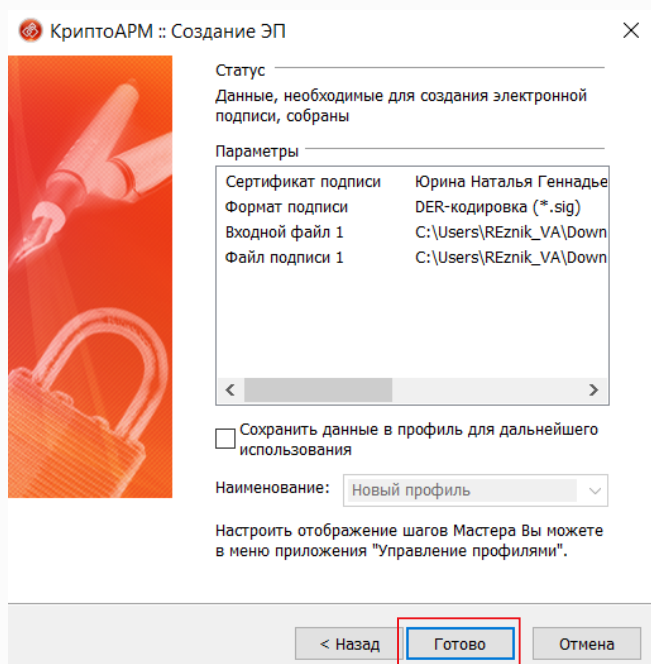 КриптоАРМ :: Создание ЭП
Статус
Данные, необходимые для создания электронной
подписи, собраны
Параметры
Сертификат подписи Юрина Наталья Геннадье
Формат подписи DER-кодировка (*.sig)
Входной файл 1 C:\Users\REznik_VA\Down
Файл подписи 1 C:\Users\REznik_VA\Down
Сохранить данные в профиль для дальнейшего
использования
Наименование: Новый профиль
Настроить отображение шагов Мастера Вы можете
в меню приложения "Управление профилями".
< Назад Готово Отмена